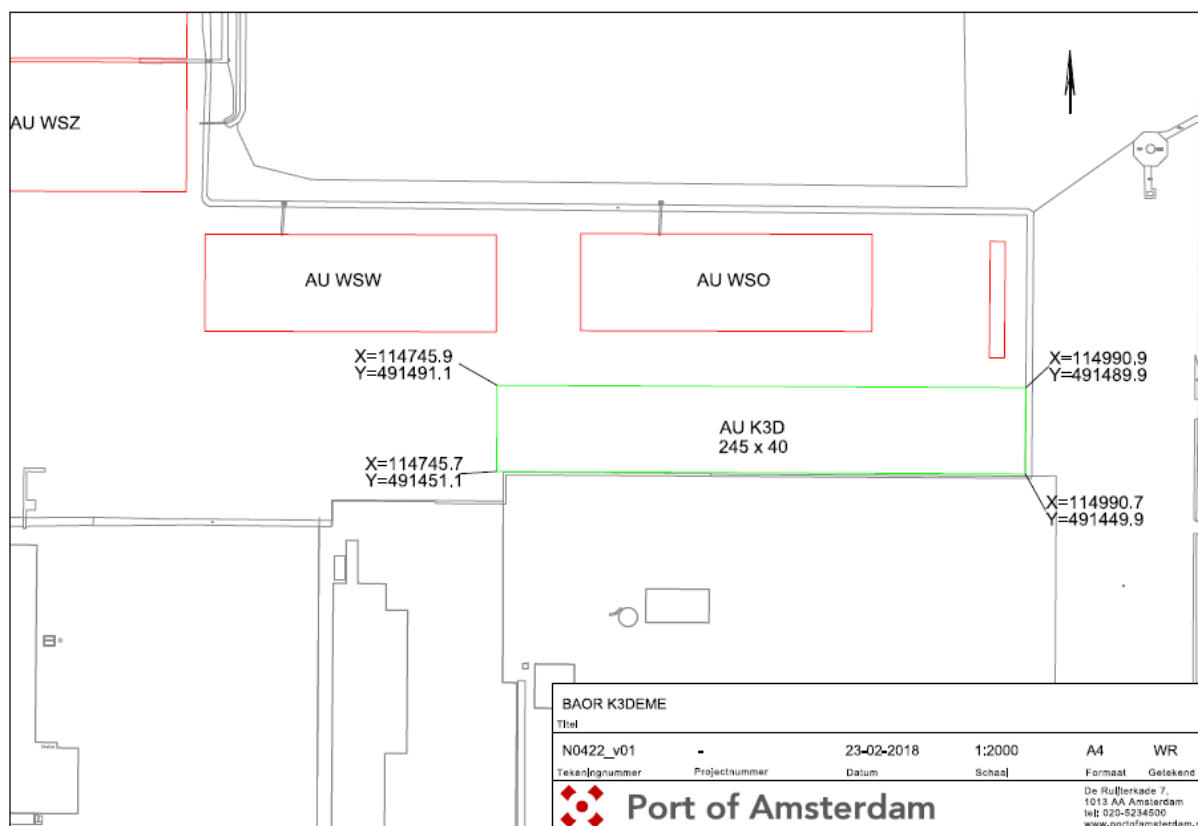 AU WSZ
AU WSW
AU WSO
X=114745.9
Y=491491.1
X=114990.9
Y=491489.9
AU K3D
245 x 40
X=114745.7
Y=491451.1
X=114990.7
Y=491449.9
BAOR K3DEME
Titel
N0422_v01
-
23-02-2018
1:2000
A4
WR
Tekeningnummer
Projectnummer
Datum
Schaal
Formaat
Getekend
Port of Amsterdam
De Ruijterkade 7,
1013 AA Amsterdam
tel: 020-5234500